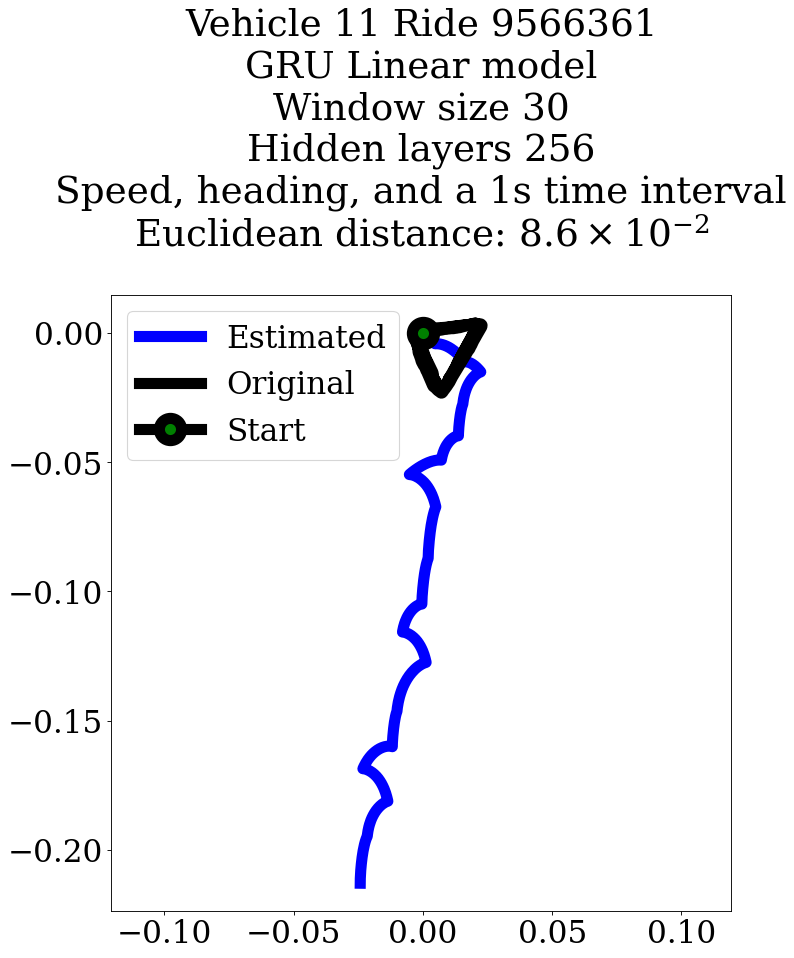 Vehicle 11 Ride 9566361
GRU Linear model
Window size 30
Hidden layers 256
Speed, heading, and a 1s time interval
Euclidean distance: 8.6 × 10⁻²
Estimated
Original
Start
0.00
−0.05
−0.10
−0.15
−0.20
−0.10 −0.05 0.00 0.05 0.10